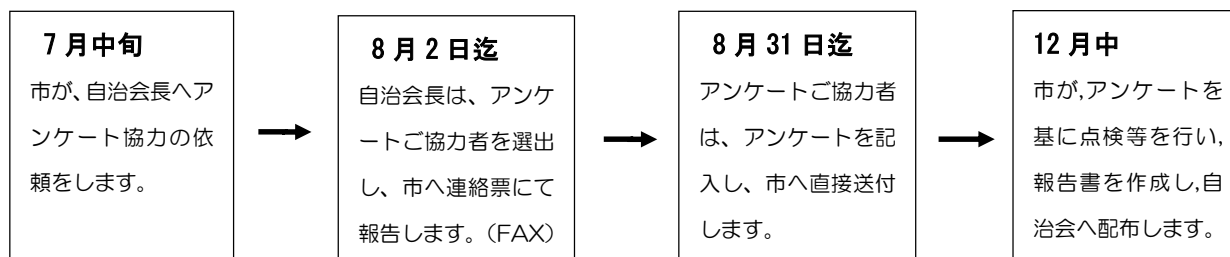 7月中旬
市が、自治会長へア
ンケート協力の依
頼をします。
8月2日迄
自治会長は、アンケ
ートご協力者を選出
し、市へ連絡票にて
報告します。(FAX)
8月31日迄
アンケートご協力者
は、アンケートを記
入し、市へ直接送付
します。
12月中
市が,アンケートを
基に点検等を行い,
報告書を作成し,自
治会へ配布します。